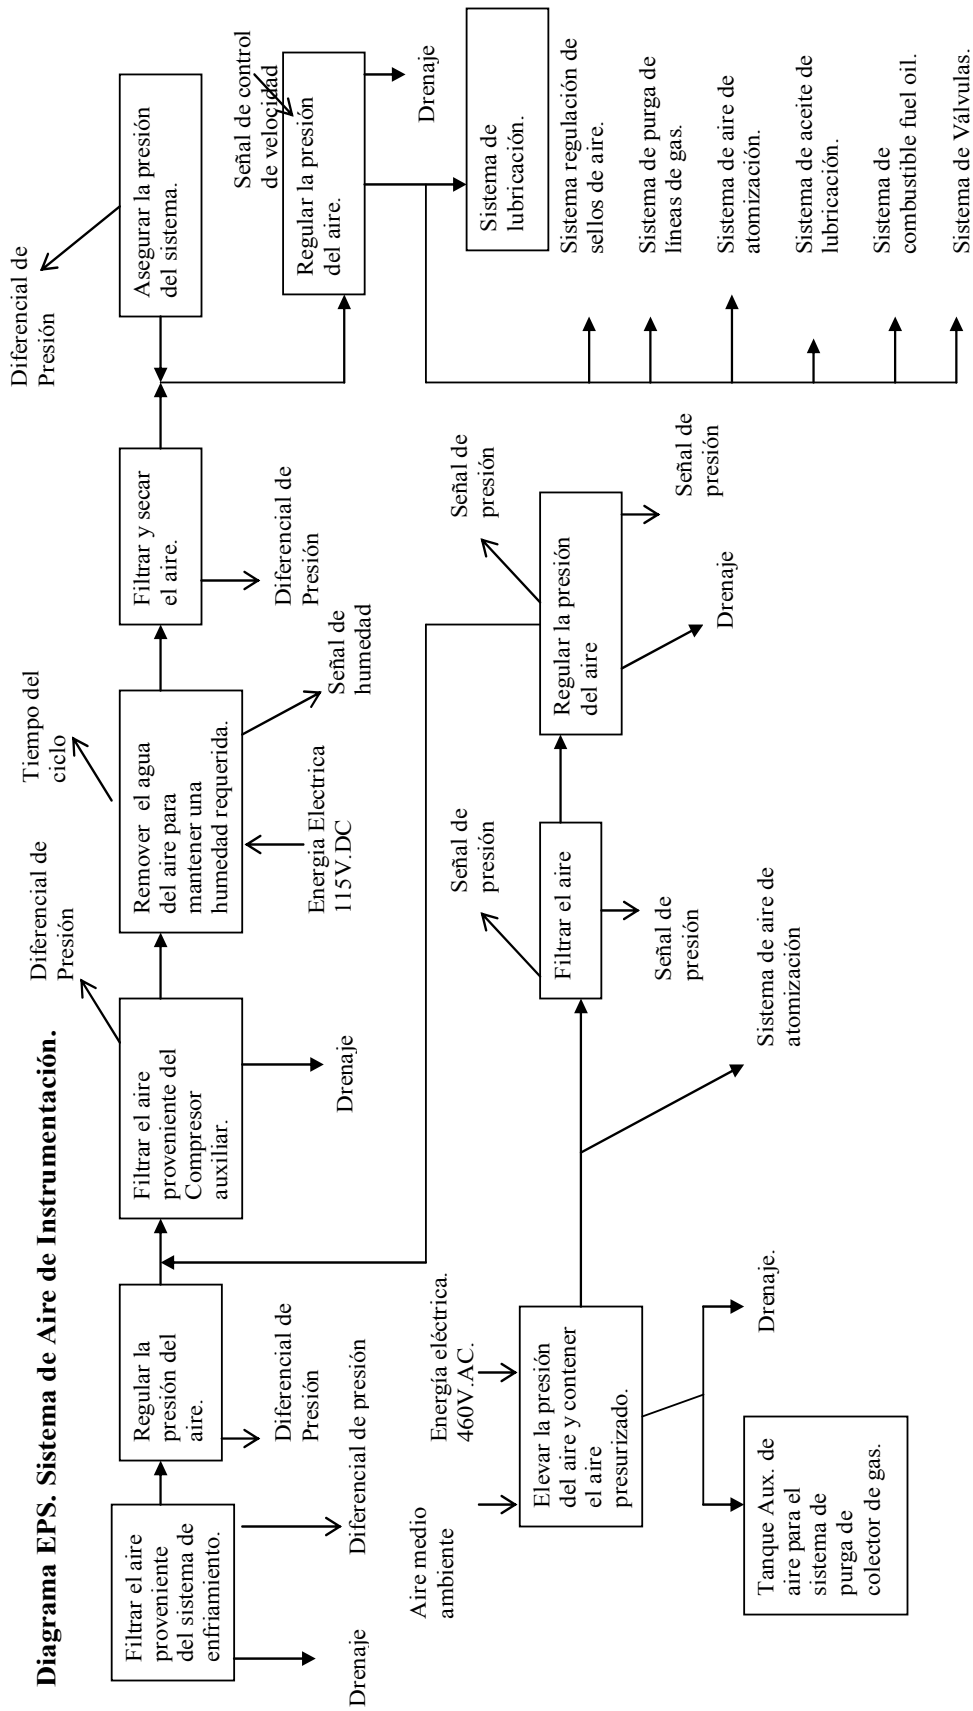 Diagrama EPS. Sistema de Aire de Instrumentación.
Filtrar el aire
proveniente
del sistema de
enfriamiento.
Drenaje
Diferencial de presión
Regular la
presión del
aire.
Diferencial de
Presión
Filtrar el aire
proveniente del
Compresor
auxiliar.
Diferencial de
Presión
Drenaje
Remover el agua
del aire para
mantener una
humedad requerida.
Tiempo del
ciclo
Energia Electrica
115V.DC
Señal de
humedad
Filtrar y secar
el aire.
Diferencial de
Presión
Asegurar la presión
del sistema.
Diferencial de
Presión
Señal de control
de velocidad
Regular la presión
del aire.
Drenaje
Sistema de
lubricación.
Sistema regulación de
sellos de aire.
Sistema de purga de
líneas de gas.
Sistema de aire de
atomización.
Sistema de aceite de
lubricación.
Sistema de
combustible fuel oil.
Sistema de Válvulas.
Aire medio
ambiente
Energía eléctrica.
460V.AC.
Elevar la presión
del aire y contener
el aire
presurizado.
Tanque Aux. de
aire para el
sistema de
purga de
colector de gas.
Drenaje.
Sistema de aire de
atomización
Filtrar el aire
Señal de
presión
Señal de
presión
Regular la presión
del aire
Señal de
presión
Drenaje
Señal de
presión